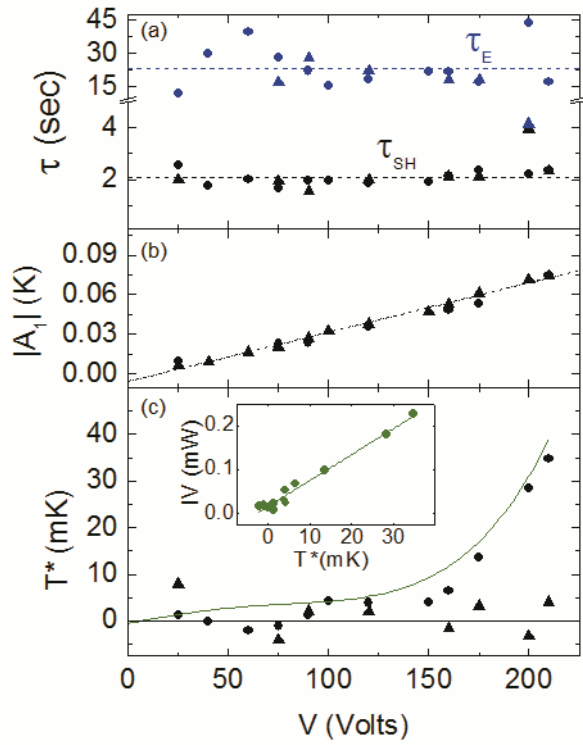 (a)
τ_E
45
30
15
τ (sec)
4
τ_SH
2
(b)
0.09
|A_1| (K)
0.06
0.03
0.00
(c)
40
0.2
IV (mW)
30
0.1
T* (mK)
20
0.0
0 10 20 30
T*(mK)
10
0
0 50 100 150 200
V (Volts)